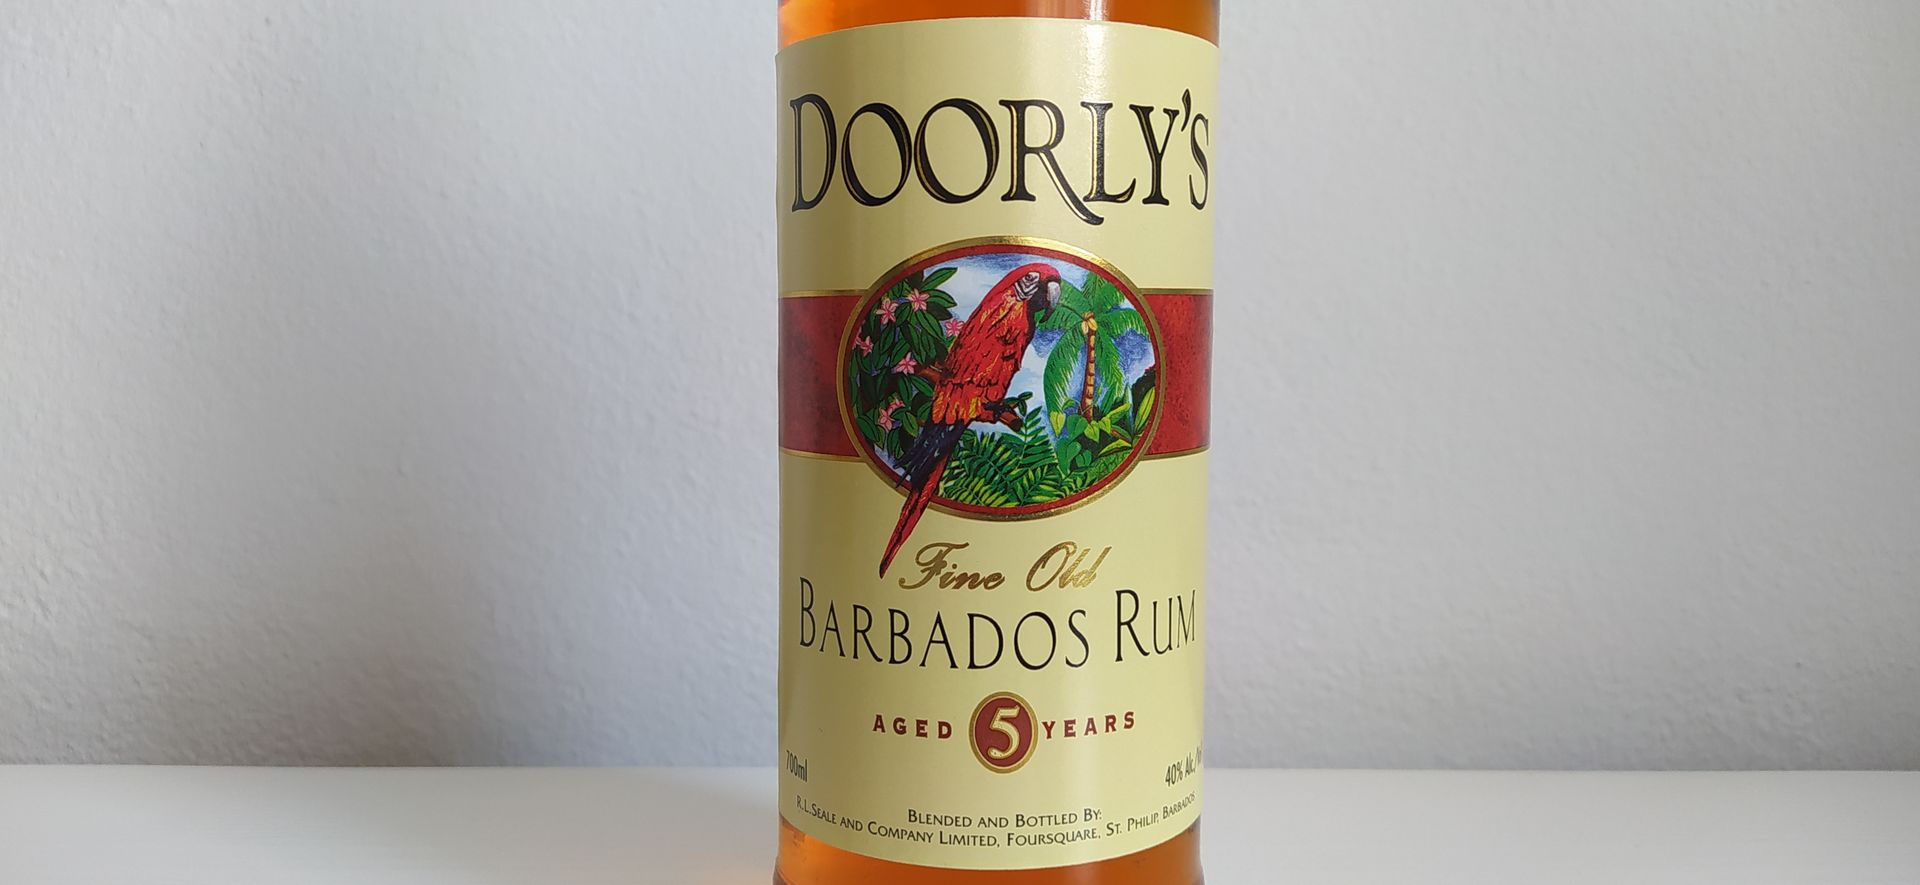 DOORLY'S
Fine Old
BARBADOS RUM
AGED 5 YEARS
700ml
40% Alc./Vol
BLENDED AND BOTTLED BY:
R.L.SEALE AND COMPANY LIMITED, FOURSQUARE, ST. PHILIP, BARBADOS